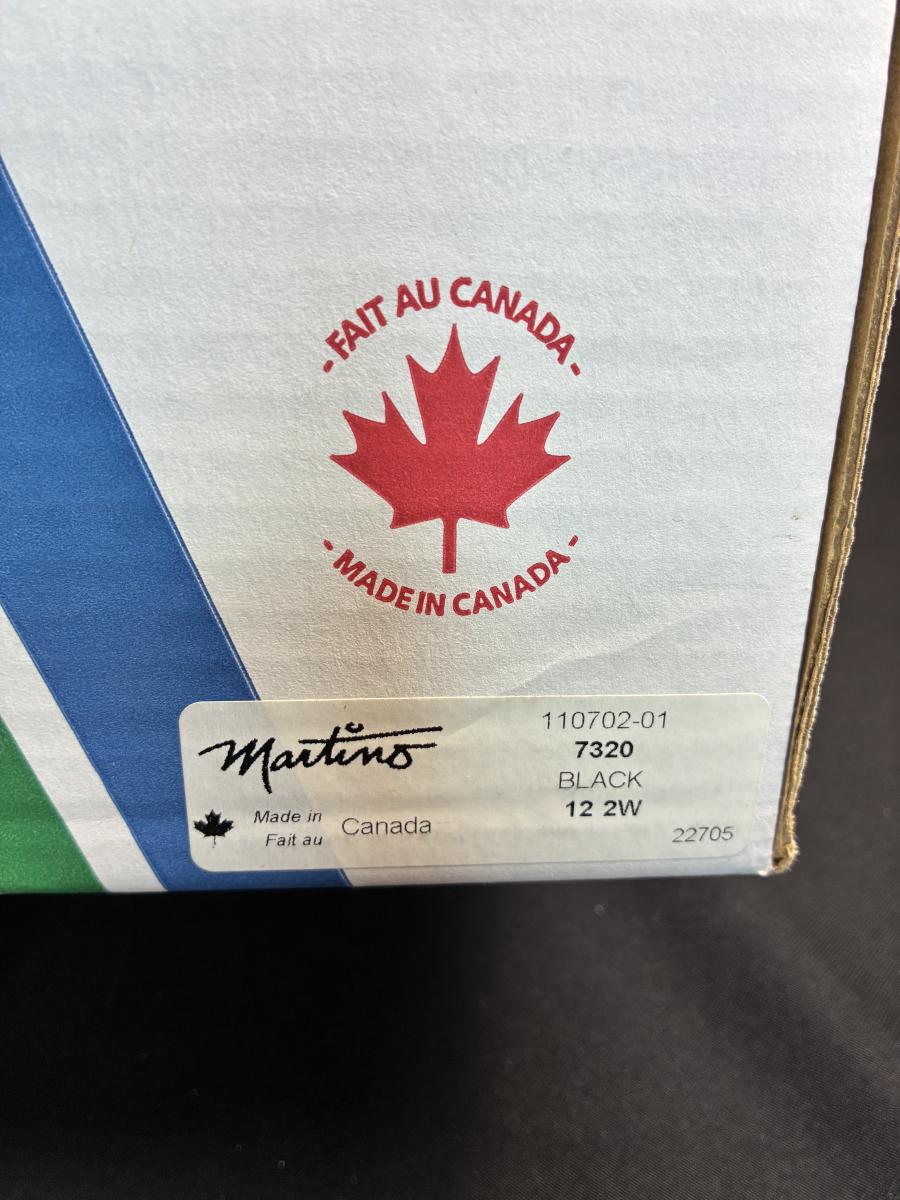 - FAIT AU CANADA -
- MADE IN CANADA -
Martino
Made in
Fait au
Canada
110702-01
7320
BLACK
12 2W
22705